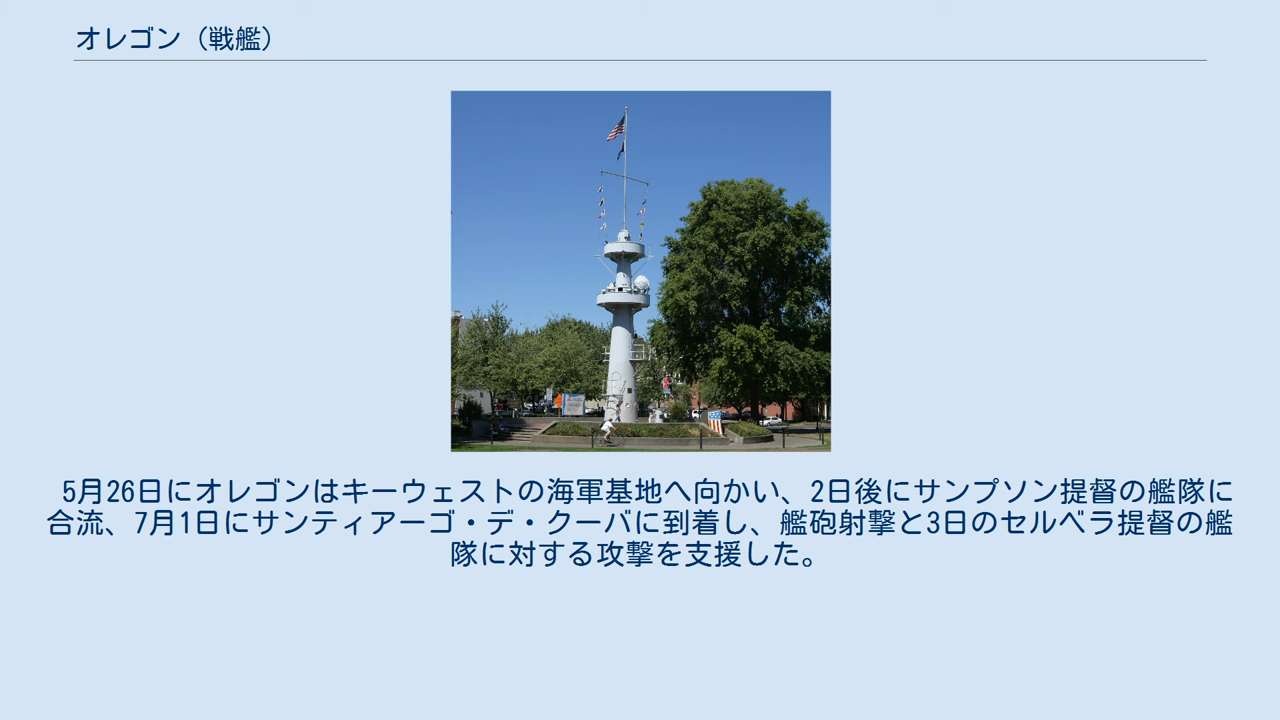 オレゴン（戦艦）
5月26日にオレゴンはキーウェストの海軍基地へ向かい、2日後にサンプソン提督の艦隊に
合流、7月1日にサンティアーゴ・デ・クーバに到着し、艦砲射撃と3日のセルベラ提督の艦
隊に対する攻撃を支援した。